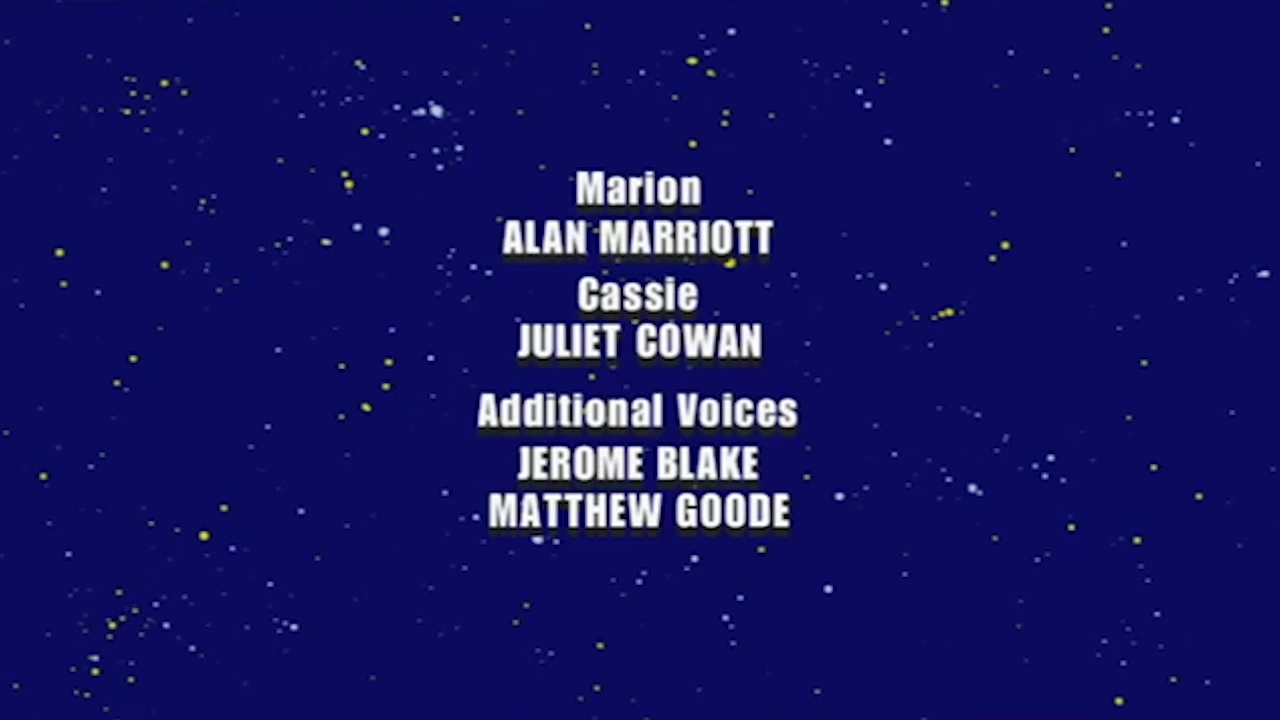 Marion
ALAN MARRIOTT
Cassie
JULIET COWAN
Additional Voices
JEROME BLAKE
MATTHEW GOODE